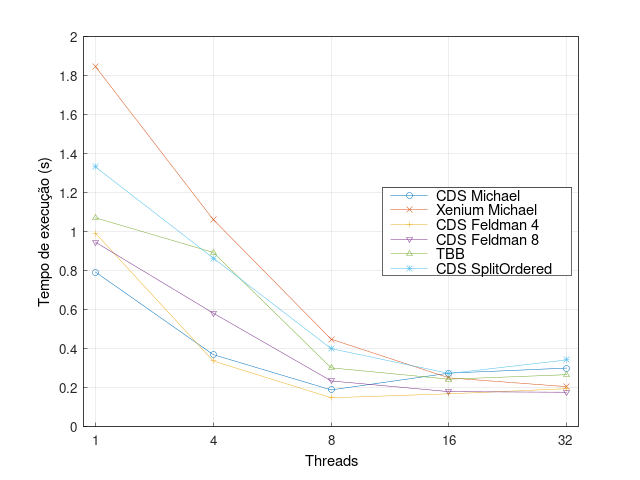 2
1.8
1.6
1.4
1.2
1
0.8
0.6
0.4
0.2
0
Tempo de execução (s)
CDS Michael
Xenium Michael
CDS Feldman 4
CDS Feldman 8
TBB
CDS SplitOrdered
1 4 8 16 32
Threads